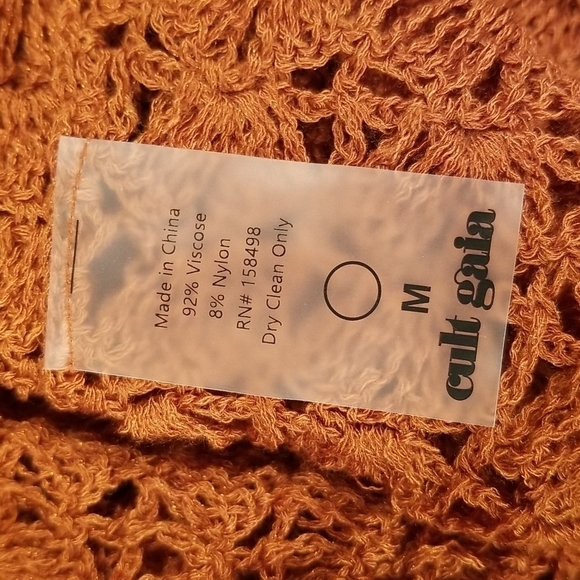 cult gaia
M
Made in China
92% Viscose
8% Nylon
RN# 158498
Dry Clean Only